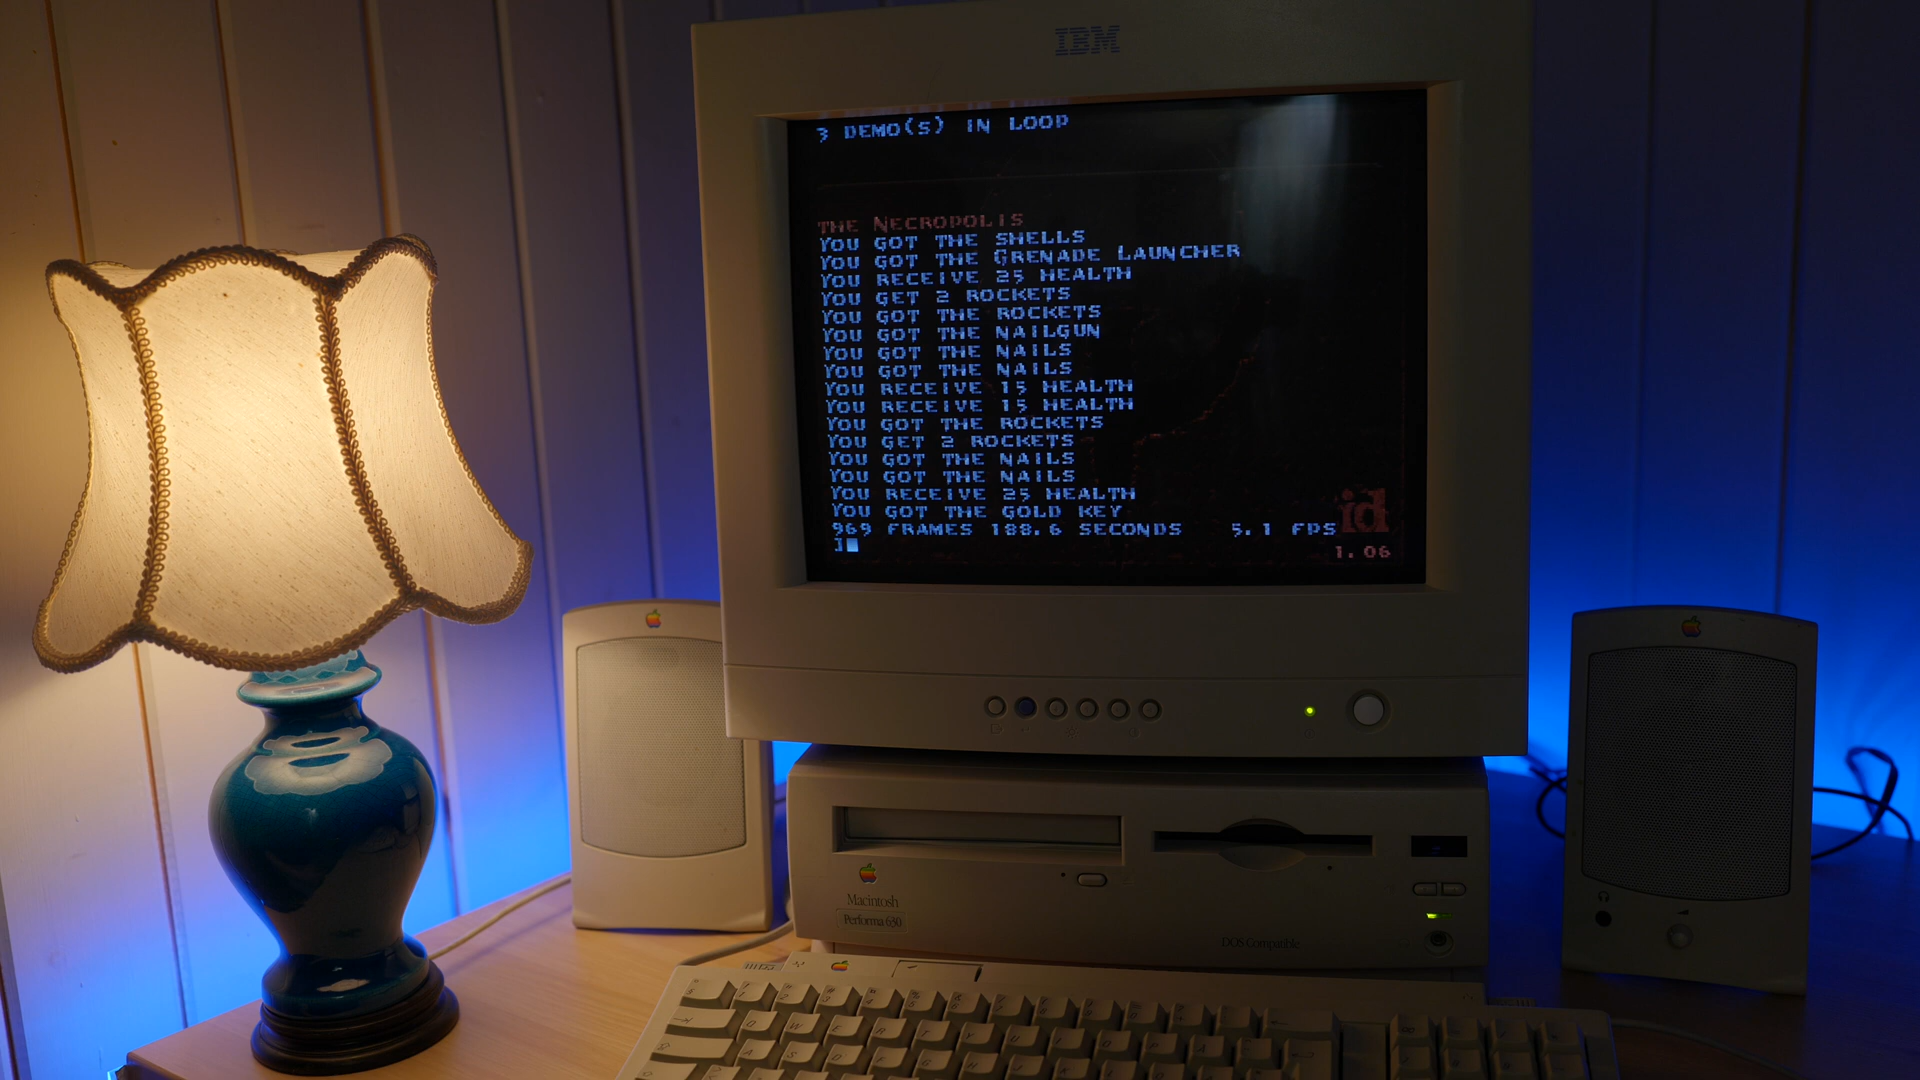 IBM
3 DEMO(S) IN LOOP
THE NECROPOLIS
YOU GOT THE SHELLS
YOU GOT THE GRENADE LAUNCHER
YOU RECEIVE 25 HEALTH
YOU GET 2 ROCKETS
YOU GOT THE ROCKETS
YOU GOT THE NAILGUN
YOU GOT THE NAILS
YOU GOT THE NAILS
YOU RECEIVE 15 HEALTH
YOU RECEIVE 15 HEALTH
YOU GOT THE ROCKETS
YOU GET 2 ROCKETS
YOU GOT THE NAILS
YOU GOT THE NAILS
YOU RECEIVE 25 HEALTH
YOU GOT THE GOLD KEY
969 FRAMES 188.6 SECONDS 5.1 FPS
]
id
1.06
Macintosh
Performa 630
DOS Compatible